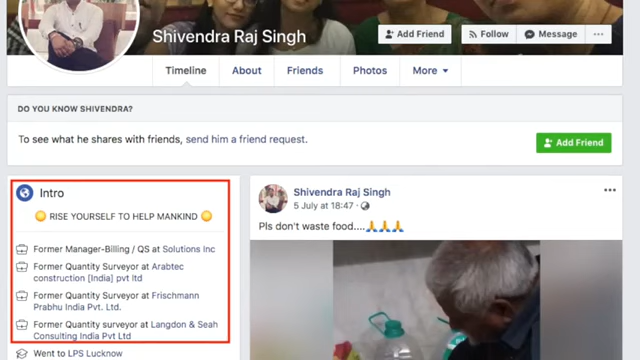 Shivendra Raj Singh
Add Friend
Follow
Message
Timeline
About
Friends
Photos
More
DO YOU KNOW SHIVENDRA?
To see what he shares with friends, send him a friend request.
Add Friend
Intro
RISE YOURSELF TO HELP MANKIND
Former Manager-Billing / QS at Solutions Inc
Former Quantity Surveyor at Arabtec
construction [India] pvt ltd
Former Quantity Surveyor at Frischmann
Prabhu India Pvt. Ltd.
Former Quantity surveyor at Langdon & Seah
Consulting India Pvt Ltd
Went to LPS Lucknow
Shivendra Raj Singh
5 July at 18:47 ·
Pls don't waste food....🙏🙏🙏